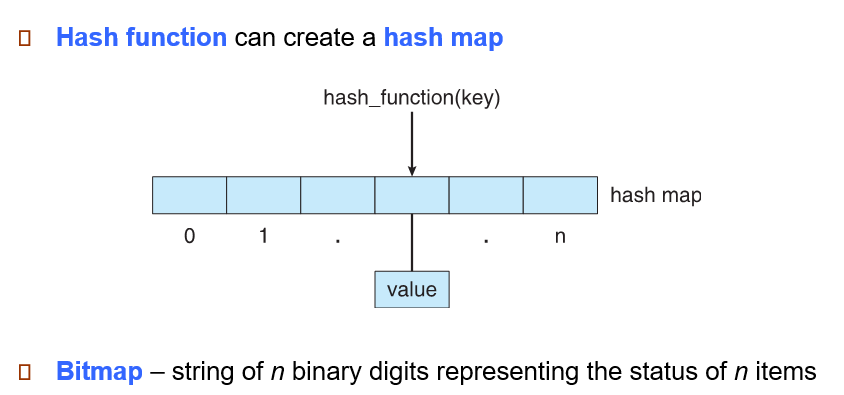 Hash function can create a hash map
hash_function(key)
hash map
0 1 . . n
value
Bitmap – string of n binary digits representing the status of n items